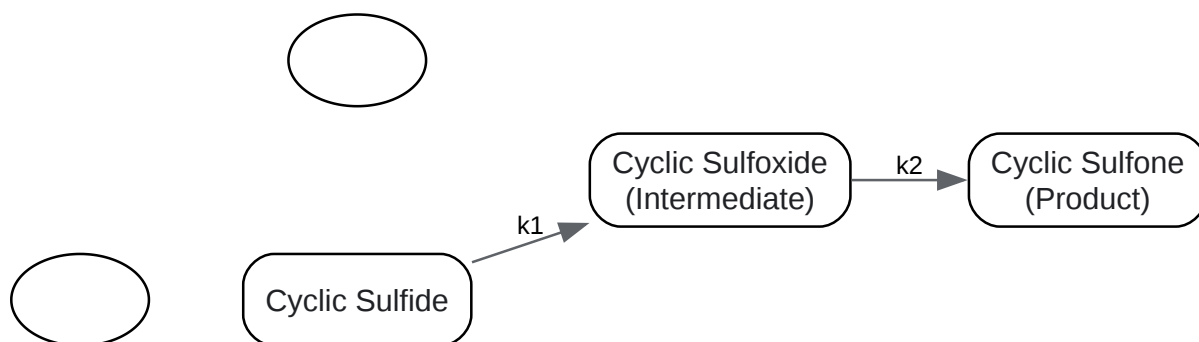 Cyclic Sulfoxide
(Intermediate)
k2
Cyclic Sulfone
(Product)
k1
Cyclic Sulfide